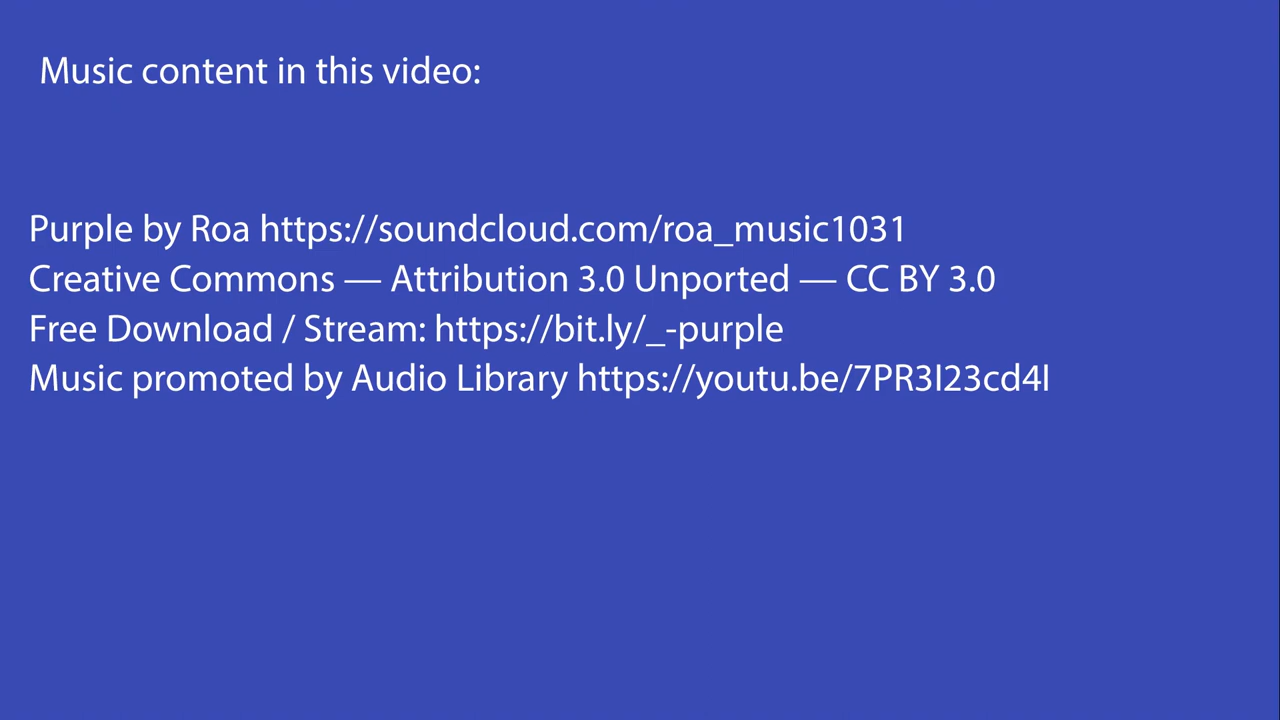 Music content in this video:
Purple by Roa https://soundcloud.com/roa_music1031
Creative Commons — Attribution 3.0 Unported — CC BY 3.0
Free Download / Stream: https://bit.ly/_-purple
Music promoted by Audio Library https://youtu.be/7PR3I23cd4I